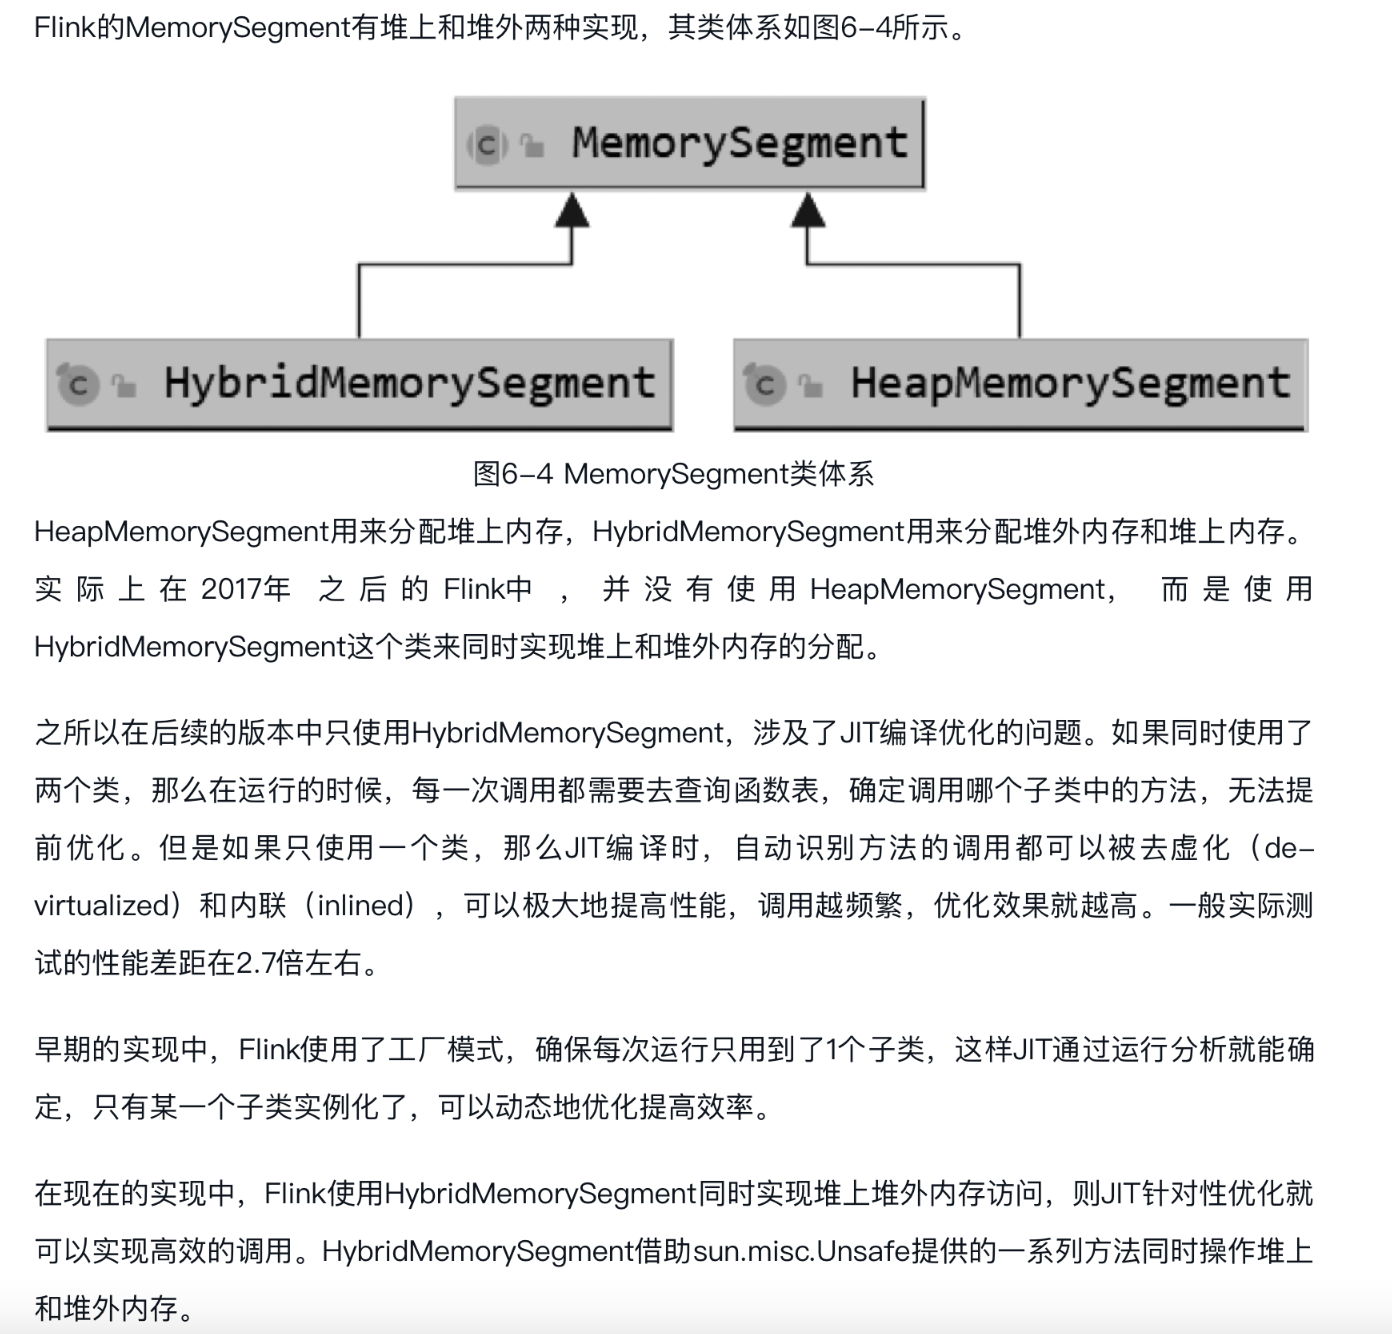 Flink的MemorySegment有堆上和堆外两种实现，其类体系如图6-4所示。
MemorySegment
HybridMemorySegment
HeapMemorySegment
图6-4 MemorySegment类体系
HeapMemorySegment用来分配堆上内存，HybridMemorySegment用来分配堆外内存和堆上内存。
实际上在2017年之后的Flink中，并没有使用HeapMemorySegment，而是使用
HybridMemorySegment这个类来同时实现堆上和堆外内存的分配。
之所以在后续的版本中只使用HybridMemorySegment，涉及了JIT编译优化的问题。如果同时使用了
两个类，那么在运行的时候，每一次调用都需要去查询函数表，确定调用哪个子类中的方法，无法提
前优化。但是如果只使用一个类，那么JIT编译时，自动识别方法的调用都可以被去虚化（de-
virtualized）和内联（inlined），可以极大地提高性能，调用越频繁，优化效果就越高。一般实际测
试的性能差距在2.7倍左右。
早期的实现中，Flink使用了工厂模式，确保每次运行只用到了1个子类，这样JIT通过运行分析就能确
定，只有某一个子类实例化了，可以动态地优化提高效率。
在现在的实现中，Flink使用HybridMemorySegment同时实现堆上堆外内存访问，则JIT针对性优化就
可以实现高效的调用。HybridMemorySegment借助sun.misc.Unsafe提供的一系列方法同时操作堆上
和堆外内存。